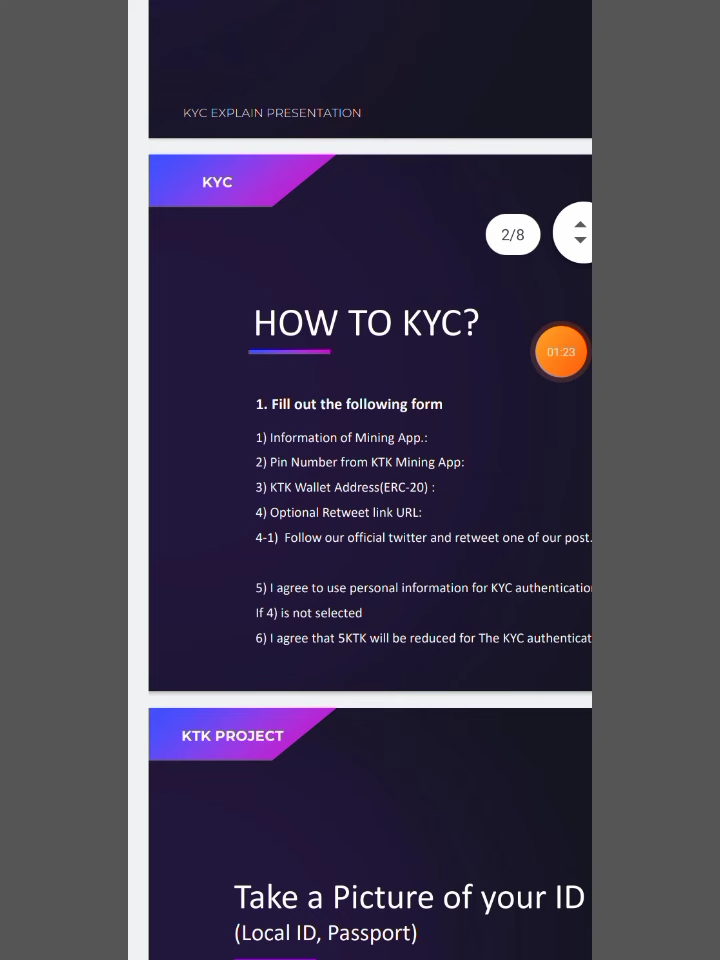 KYC EXPLAIN PRESENTATION
KYC
2/8
HOW TO KYC?
01:23
1. Fill out the following form
1) Information of Mining App.:
2) Pin Number from KTK Mining App:
3) KTK Wallet Address(ERC-20) :
4) Optional Retweet link URL:
4-1) Follow our official twitter and retweet one of our post.
5) I agree to use personal information for KYC
If 4) is not selected
6) I agree that 5KTK will be reduced for The KYC
KTK PROJECT
Take a Picture of your ID
(Local ID, Passport)